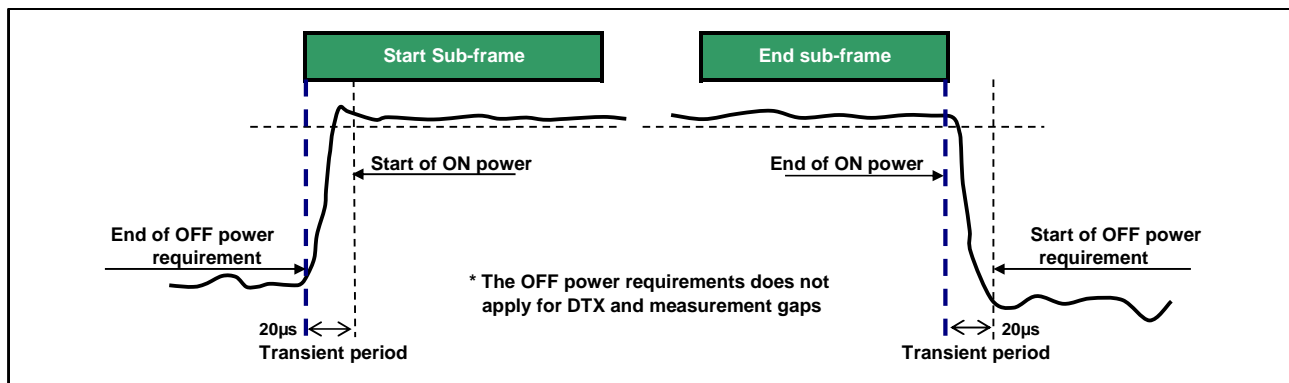 Start Sub-frame
End sub-frame
Start of ON power
End of ON power
End of OFF power
requirement
Start of OFF power
requirement
* The OFF power requirements does not
apply for DTX and measurement gaps
20µs
Transient period
20µs
Transient period